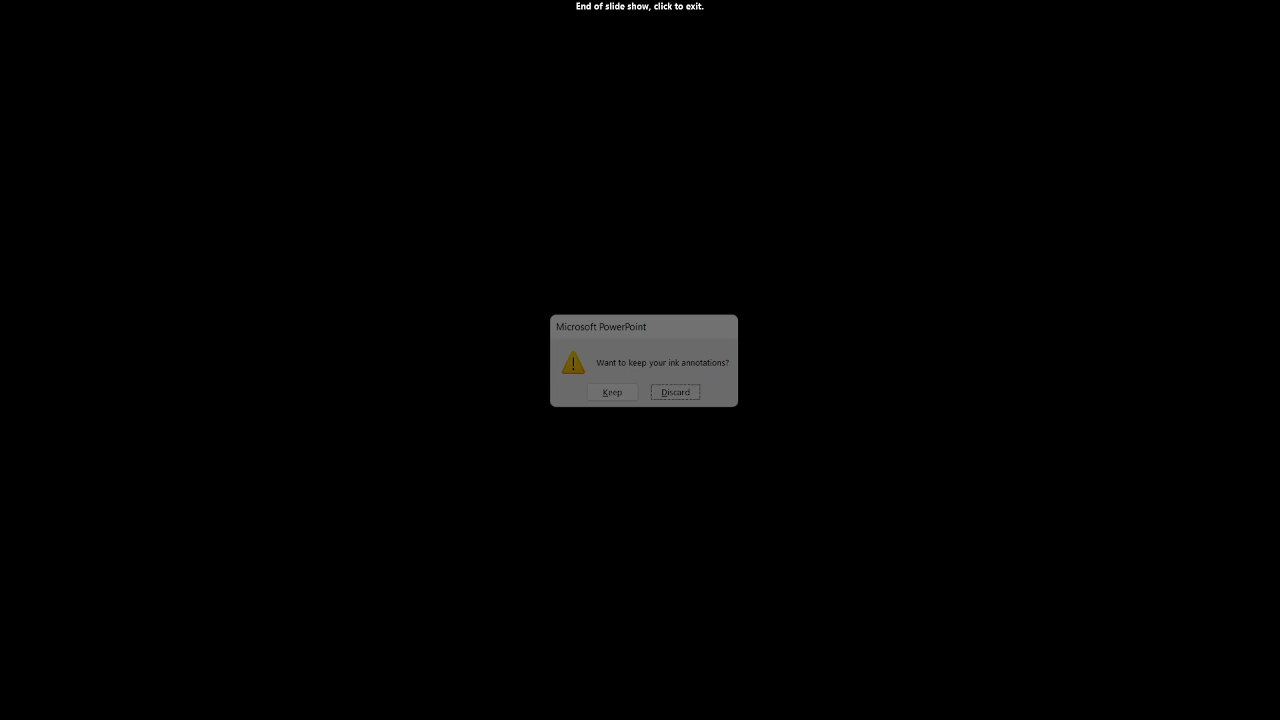 End of slide show, click to exit.
Microsoft PowerPoint
Want to keep your ink annotations?
Keep
Discard